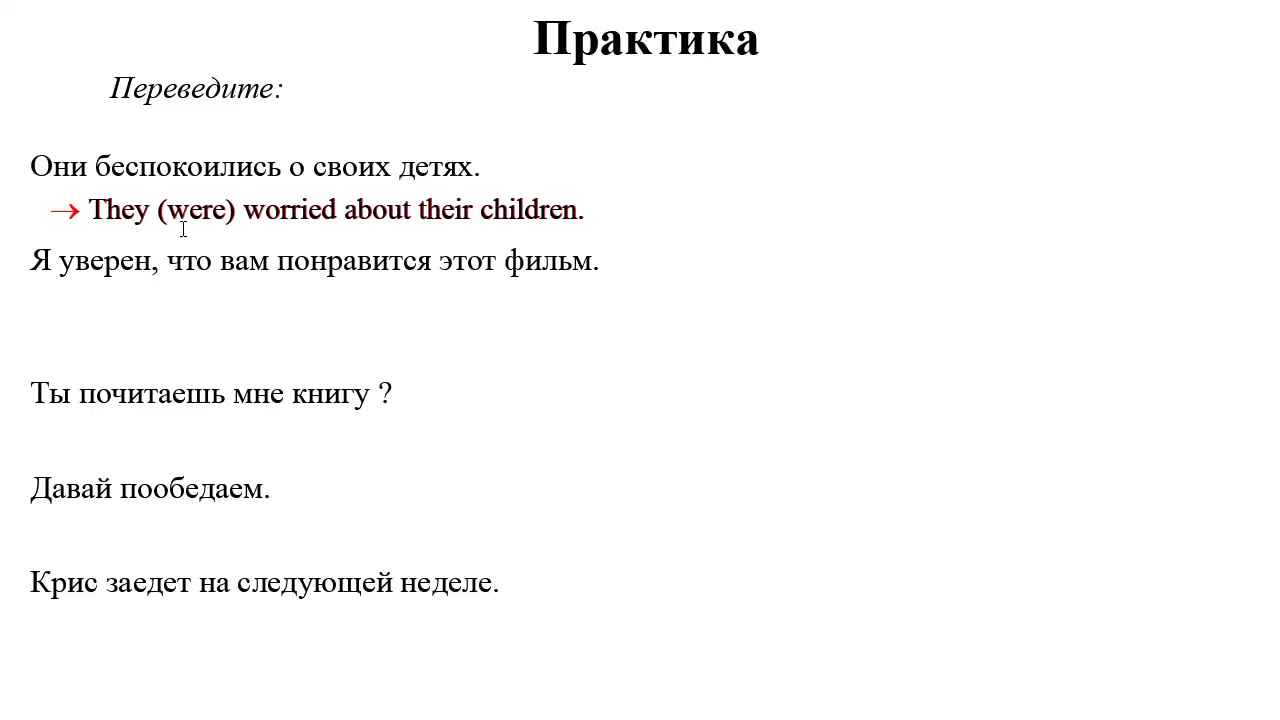 Практика
Переведите:
Они беспокоились о своих детях.
→ They (were) worried about their children.
Я уверен, что вам понравится этот фильм.
Ты почитаешь мне книгу ?
Давай пообедаем.
Крис заедет на следующей неделе.